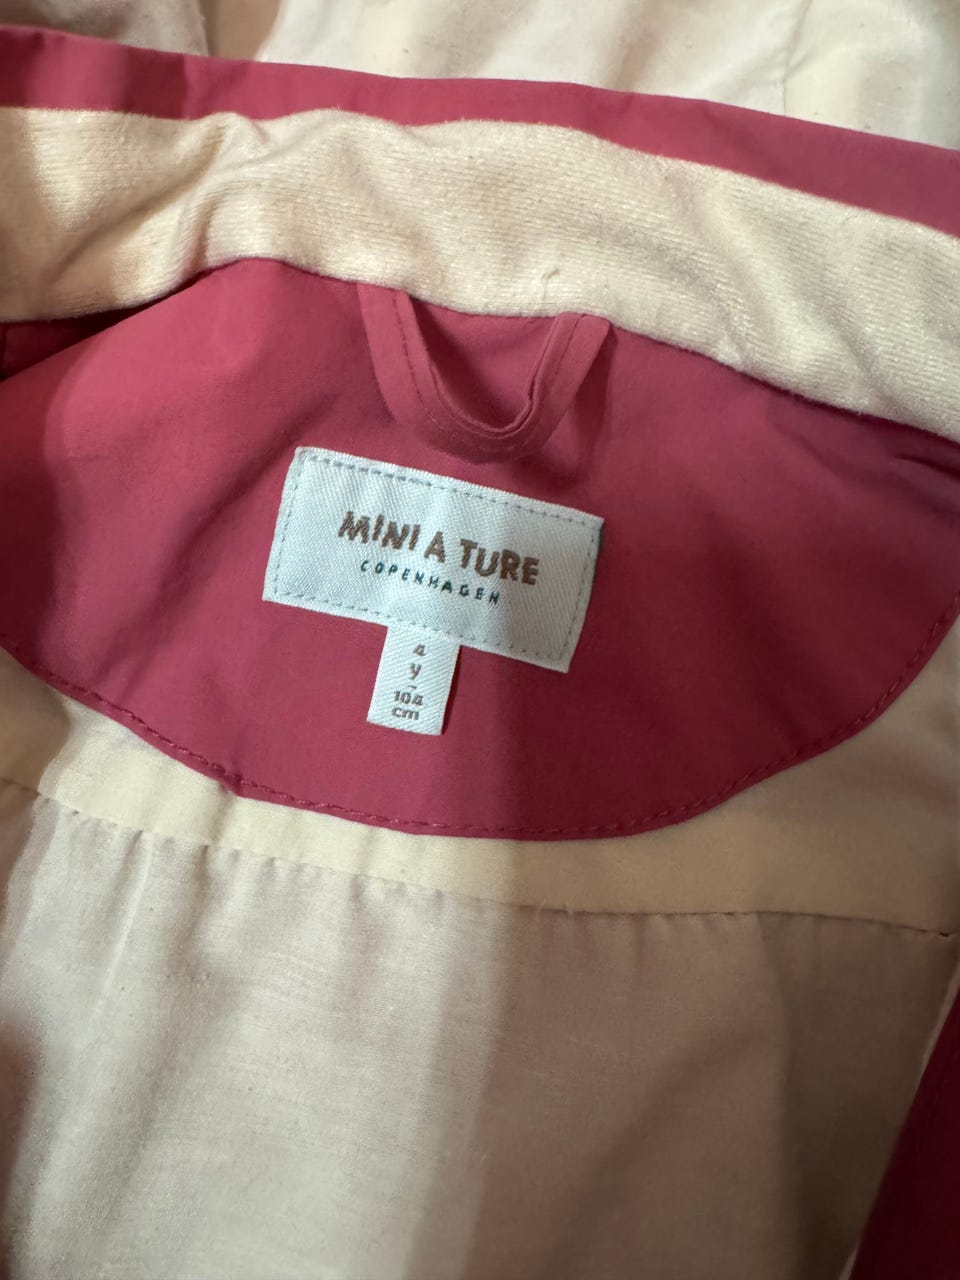 MINI A TURE
COPENHAGEN
4
y
-
104
cm